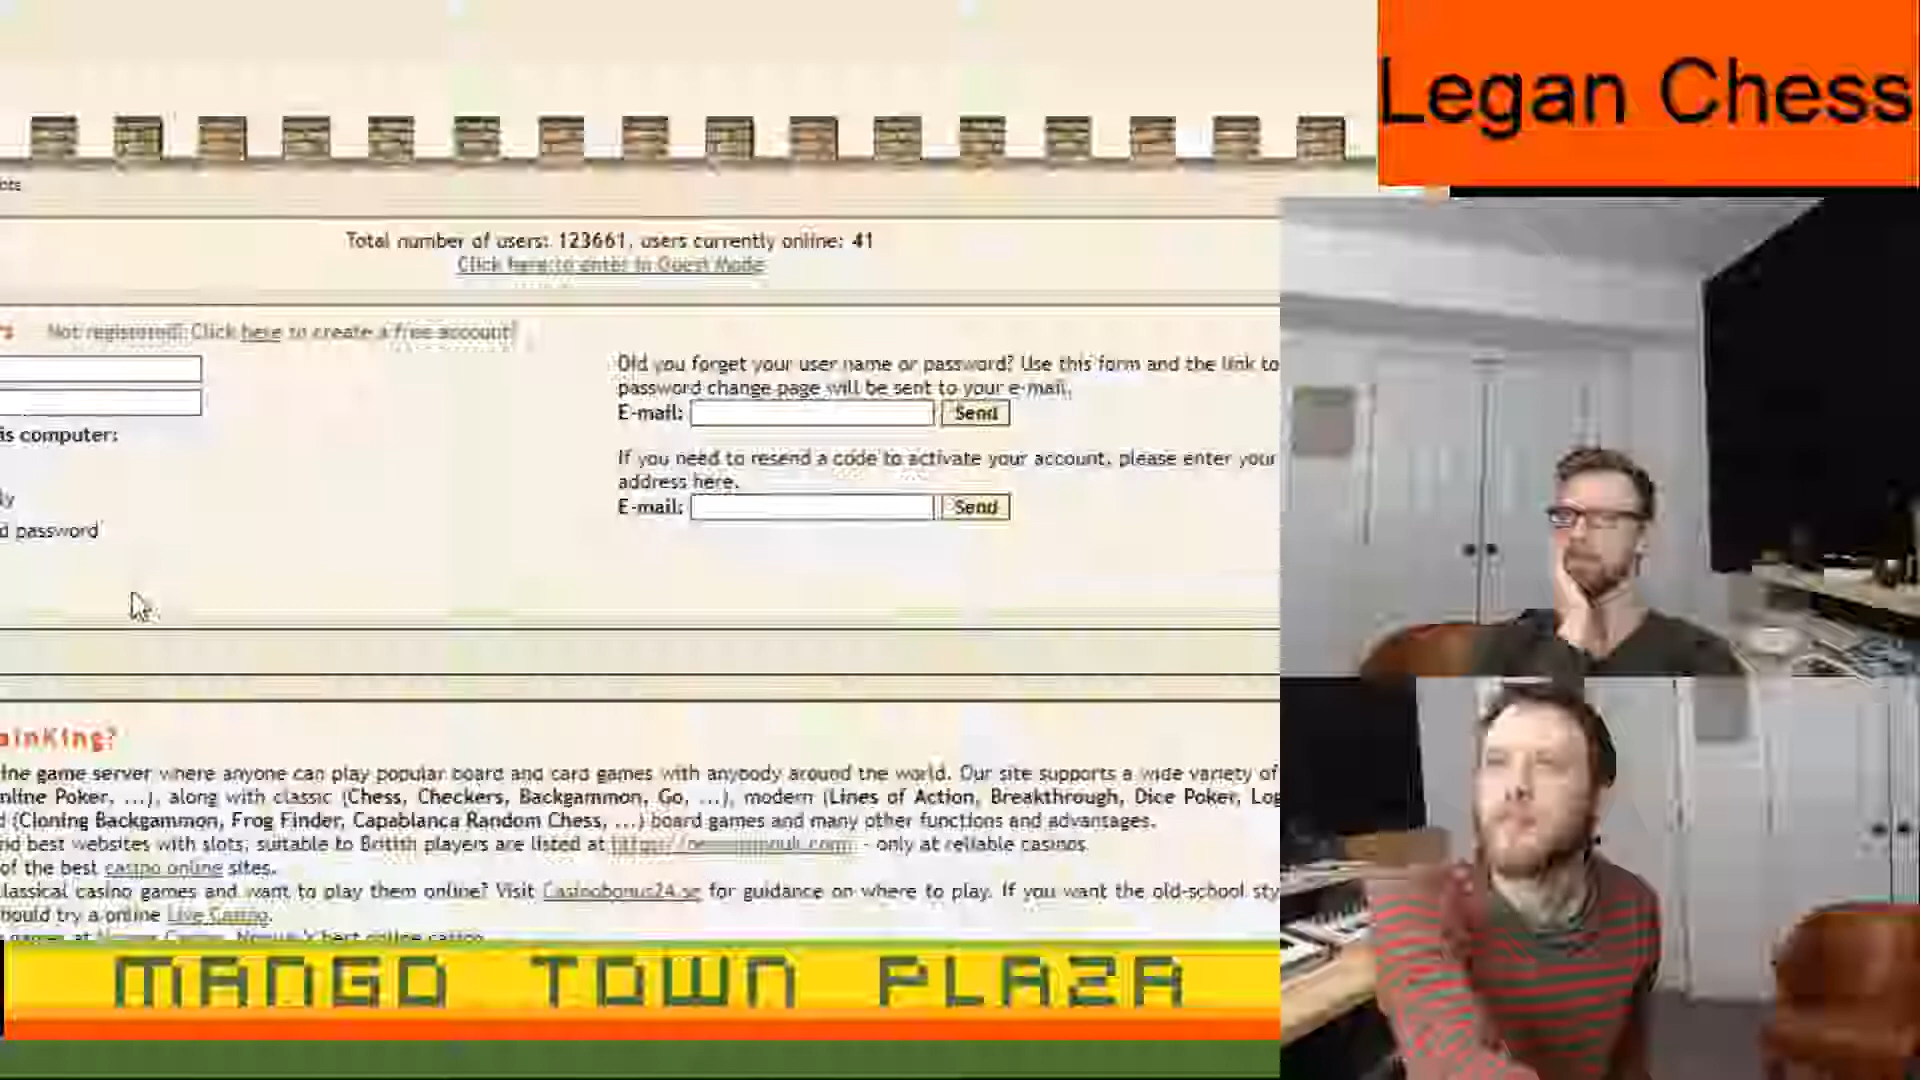 Legan Chess
Total number of users: 123661, users currently online: 41
Click here to enter in Guest Mode
Not registered? Click here to create a free account!
Did you forget your user name or password? Use this form and the link to
password change page will be sent to your e-mail.
E-mail: Send
is computer:
If you need to resend a code to activate your account, please enter your
address here.
E-mail: Send
ly
d password
ainKing?
ine game server where anyone can play popular board and card games with anybody around the world. Our site supports a wide variety of
nline Poker, ...), along with classic (Chess, Checkers, Backgammon, Go, ...), modern (Lines of Action, Breakthrough, Dice Poker, Log
d (Cloning Backgammon, Frog Finder, Capablanca Random Chess, ...) board games and many other functions and advantages.
nd best websites with slots, suitable to British players are listed at - only at reliable casinos
of the best casino online sites.
lassical casino games and want to play them online? Visit Casinobonus24.se for guidance on where to play. If you want the old-school sty
hould try a online Live Casino.
games at Casino, best online casino
MANGO TOWN PLAZA